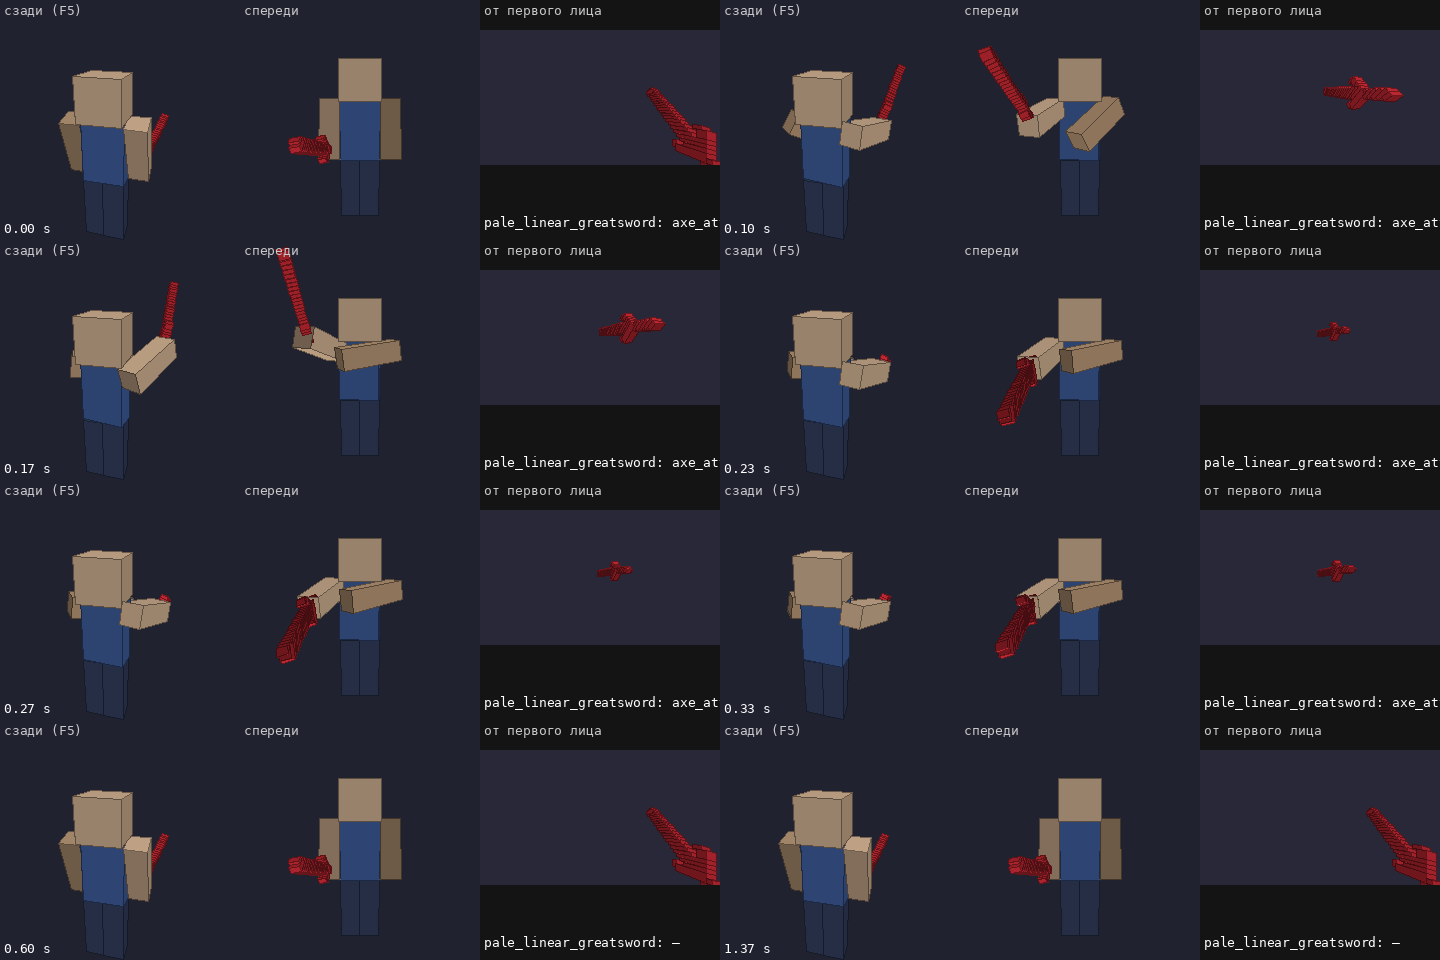 сзади (F5)
спереди
от первого лица
0.00 s
pale_linear_greatsword: axe_at
сзади (F5)
спереди
от первого лица
0.10 s
pale_linear_greatsword: axe_at
сзади (F5)
спереди
от первого лица
0.17 s
pale_linear_greatsword: axe_at
сзади (F5)
спереди
от первого лица
0.23 s
pale_linear_greatsword: axe_at
сзади (F5)
спереди
от первого лица
0.27 s
pale_linear_greatsword: axe_at
сзади (F5)
спереди
от первого лица
0.33 s
pale_linear_greatsword: axe_at
сзади (F5)
спереди
от первого лица
0.60 s
pale_linear_greatsword: —
сзади (F5)
спереди
от первого лица
1.37 s
pale_linear_greatsword: —